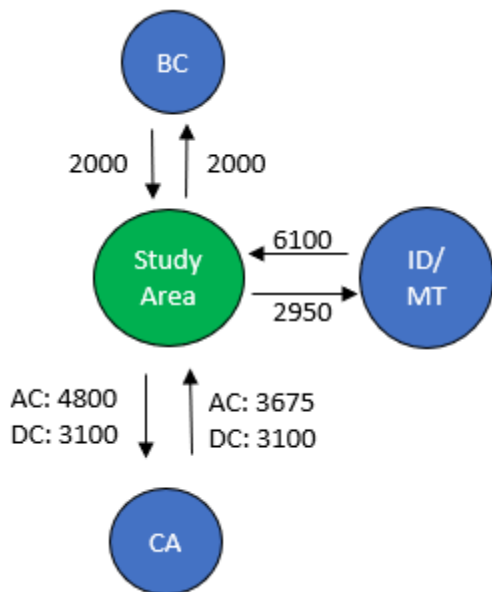 BC
2000
2000
Study
Area
6100
2950
ID/
MT
AC: 4800
DC: 3100
AC: 3675
DC: 3100
CA